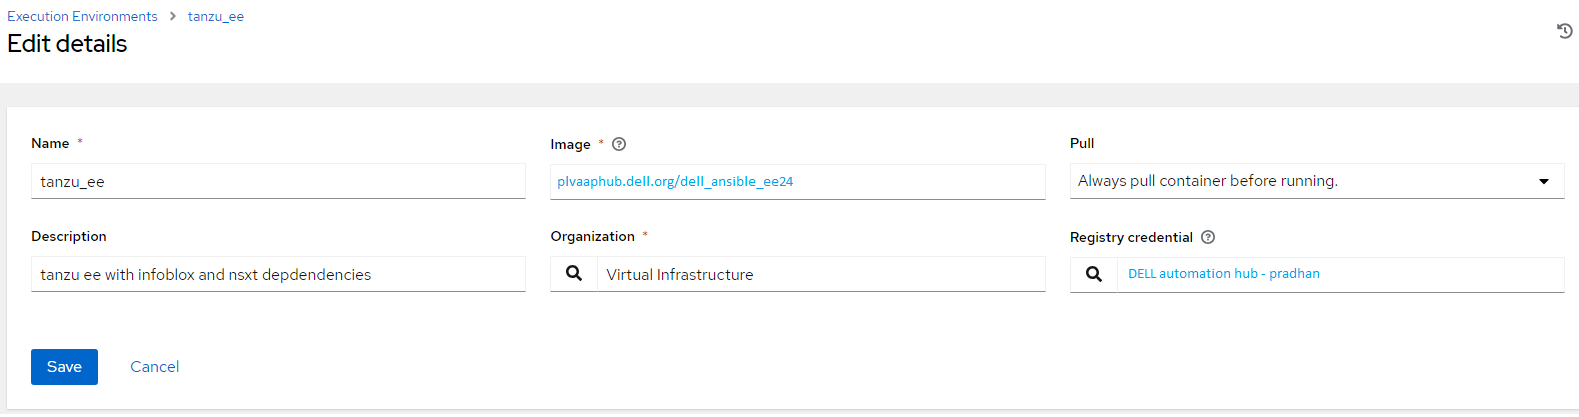 Execution Environments > tanzu_ee
Edit details
Name *
Image *
Pull
tanzu_ee
plvaaphub.dell.org/dell_ansible_ee24
Always pull container before running.
Description
Organization *
Registry credential
tanzu ee with infoblox and nsxt depdendencies
Virtual Infrastructure
DELL automation hub - pradhan
Save
Cancel